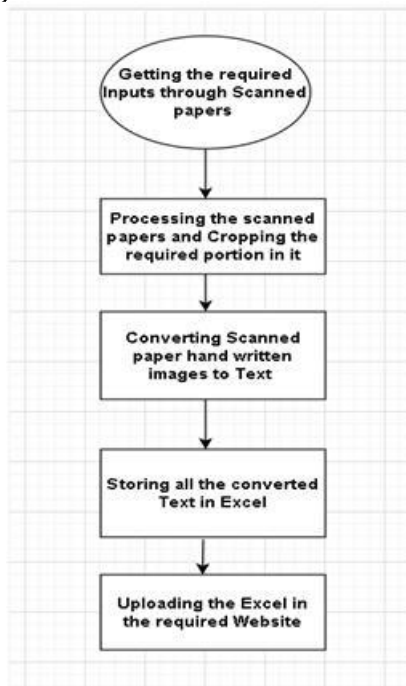 Getting the required
Inputs through Scanned
papers
Processing the scanned
papers and Cropping the
required portion in it
Converting Scanned
paper hand written
images to Text
Storing all the converted
Text in Excel
Uploading the Excel in
the required Website